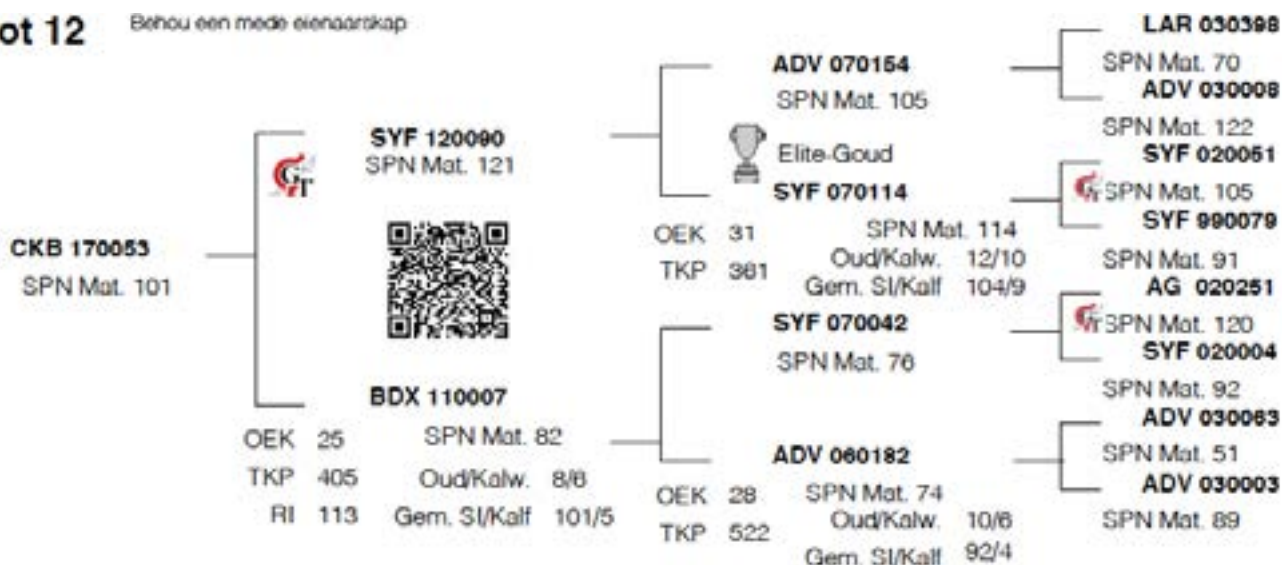 ot 12
Behou een mede eienaarskap
CKB 170053
SPN Mat. 101
GT
SYF 120090
SPN Mat. 121
BDX 110007
OEK 25 SPN Mat. 82
TKP 405 Oud/Kalw. 8/6
RI 113 Gem. SI/Kalf 101/5
ADV 070154
SPN Mat. 105
Elite-Goud
SYF 070114
OEK 31 SPN Mat. 114
TKP 361 Oud/Kalw. 12/10
Gem. SI/Kalf 104/9
SYF 070042
SPN Mat. 76
ADV 060182
OEK 28 SPN Mat. 74
TKP 522 Oud/Kalw. 10/6
Gem. SI/Kalf 92/4
LAR 030398
SPN Mat. 70
ADV 030008
SPN Mat. 122
SYF 020051
SPN Mat. 105
SYF 990079
SPN Mat. 91
AG 020251
SPN Mat. 120
SYF 020004
SPN Mat. 92
ADV 030063
SPN Mat. 51
ADV 030003
SPN Mat. 89